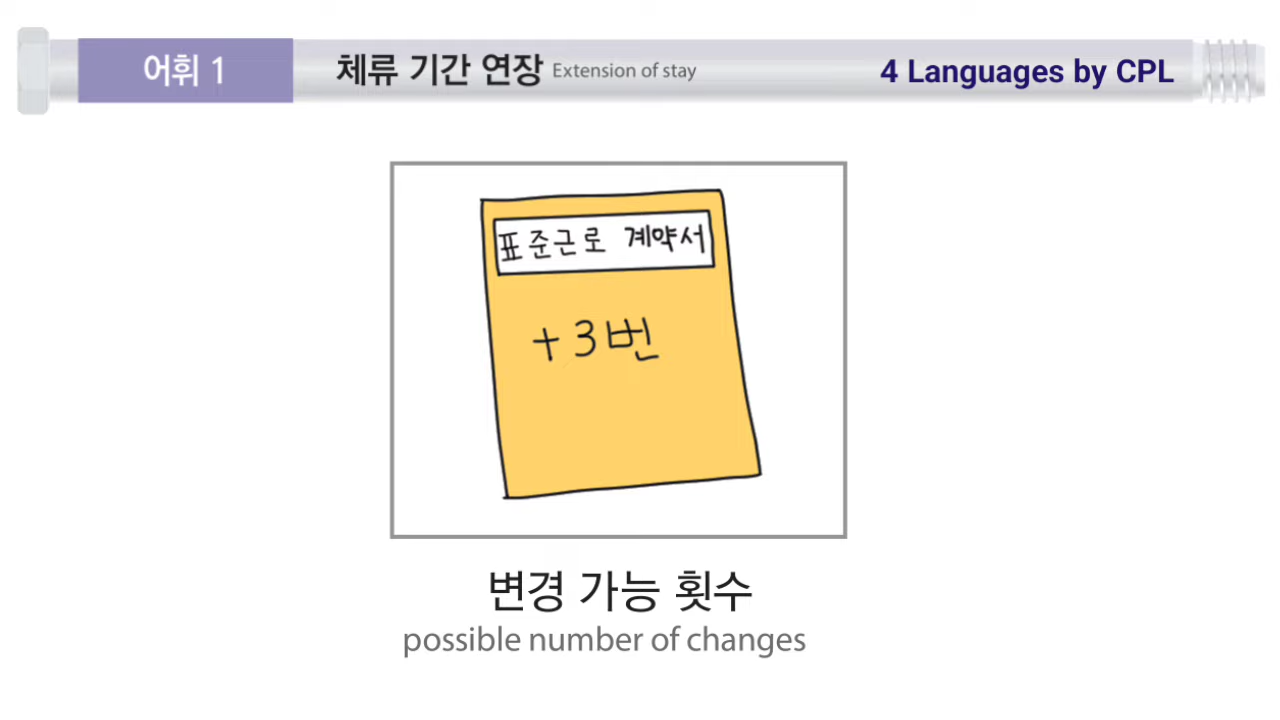 어휘 1
체류 기간 연장 Extension of stay
4 Languages by CPL
표준근로 계약서
+3번
변경 가능 횟수
possible number of changes